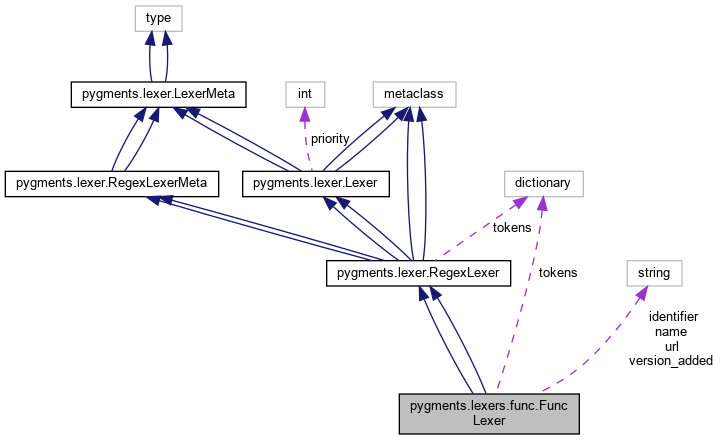 type
pygments.lexer.LexerMeta
int
metaclass
priority
pygments.lexer.RegexLexerMeta
pygments.lexer.Lexer
dictionary
tokens
pygments.lexer.RegexLexer
tokens
string
identifier
name
url
version_added
pygments.lexers.func.Func
Lexer